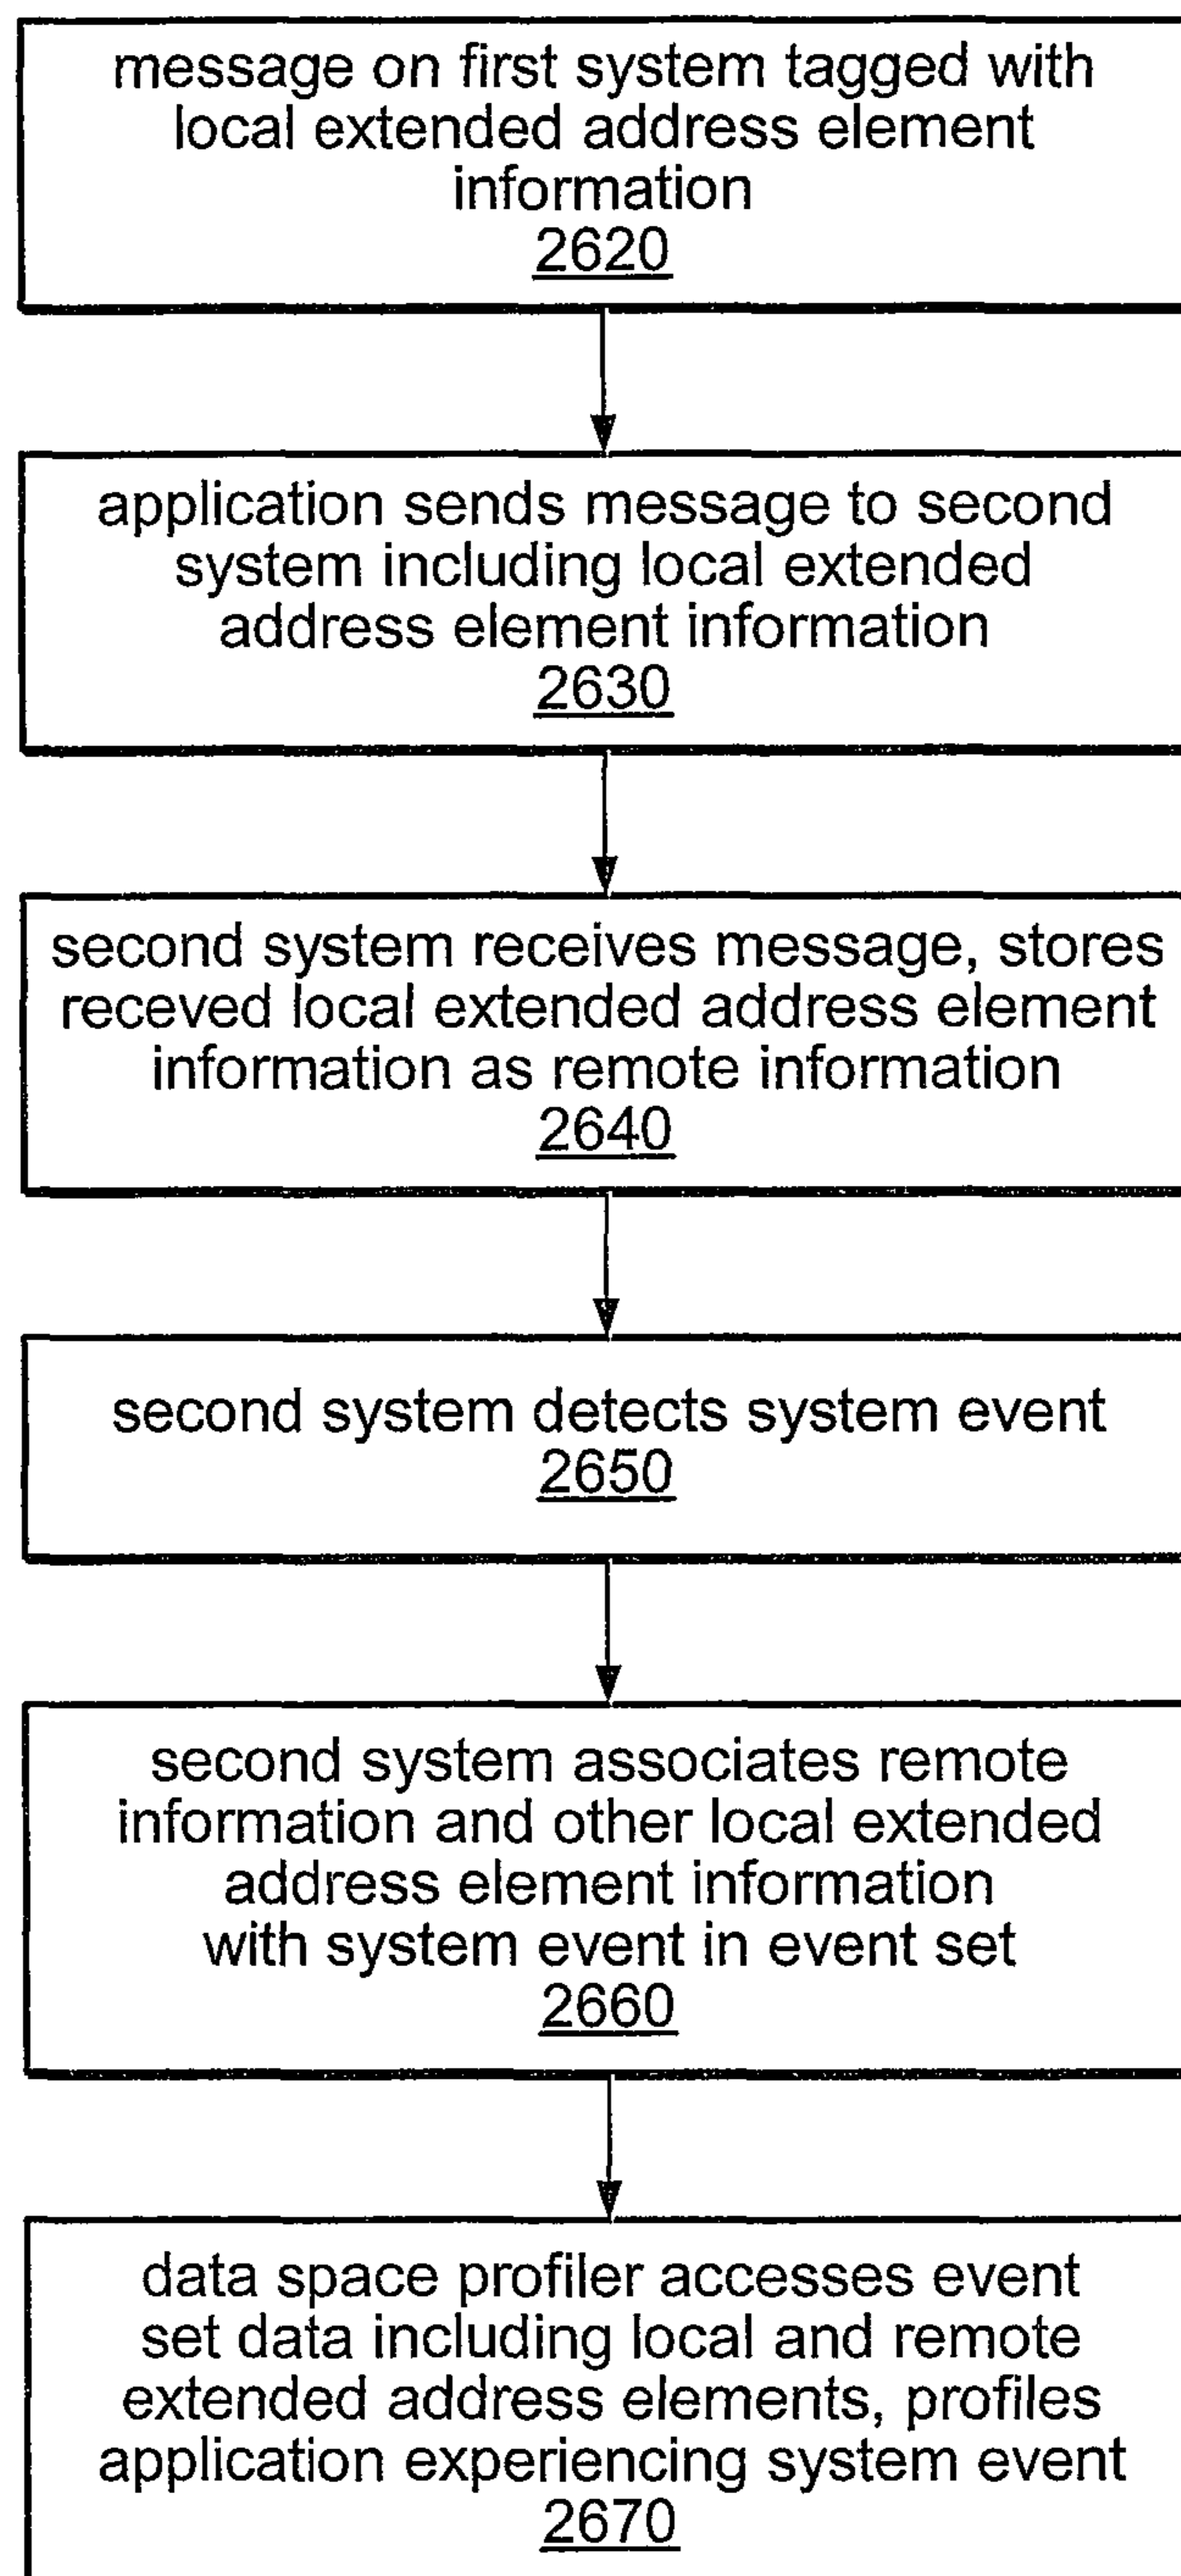 message on first system tagged with
local extended address element
information
2620
application sends message to second
system including local extended
address element information
2630
second system receives message, stores
receved local extended address element
information as remote information
2640
second system detects system event
2650
second system associates remote
information and other local extended
address element information
with system event in event set
2660
data space profiler accesses event
set data including local and remote
extended address elements, profiles
application experiencing system event
2670